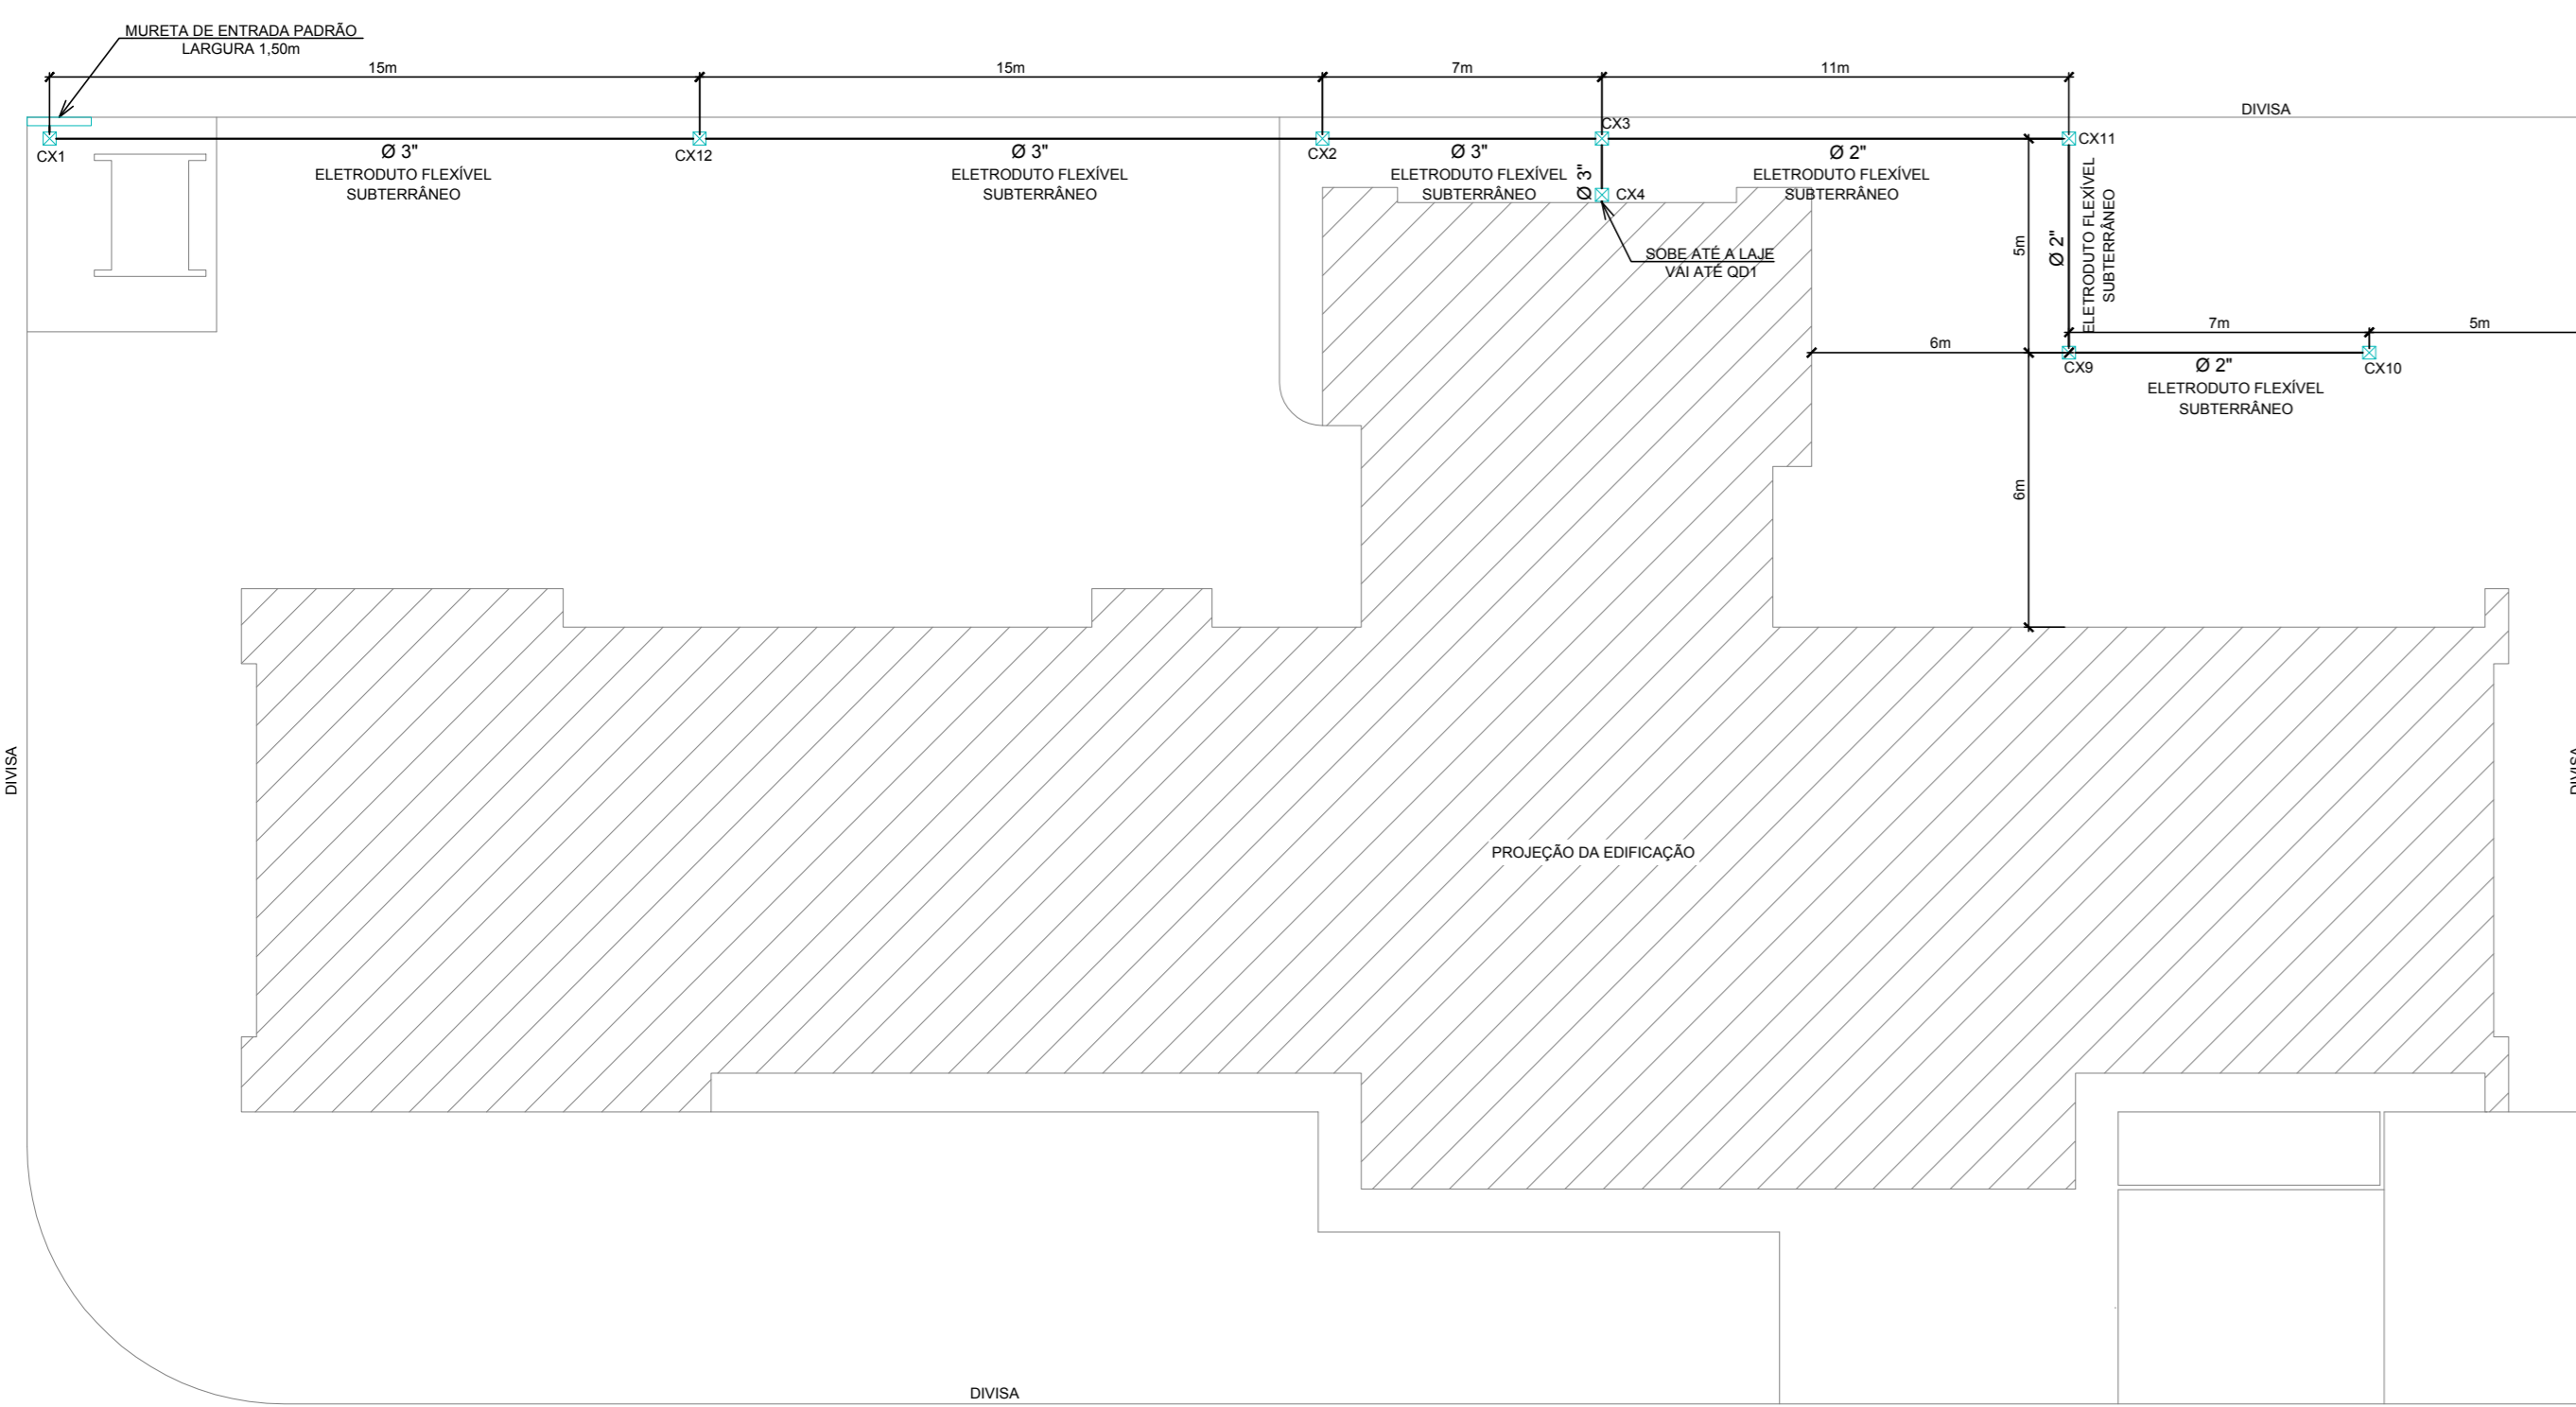 MURETA DE ENTRADA PADRÃO
LARGURA 1,50m
15m
15m
7m
11m
DIVISA
CX1
CX12
CX2
CX3
CX11
Ø 3"
ELETRODUTO FLEXÍVEL
SUBTERRÂNEO
Ø 3"
ELETRODUTO FLEXÍVEL
SUBTERRÂNEO
Ø 3"
ELETRODUTO FLEXÍVEL
SUBTERRÂNEO
Ø 3"
CX4
Ø 2"
ELETRODUTO FLEXÍVEL
SUBTERRÂNEO
SOBE ATÉ A LAJE
VAI ATÉ QD1
5m
Ø 2"
ELETRODUTO FLEXÍVEL
SUBTERRÂNEO
7m
5m
6m
CX9
Ø 2"
CX10
ELETRODUTO FLEXÍVEL
SUBTERRÂNEO
6m
DIVISA
DIVISA
PROJEÇÃO DA EDIFICAÇÃO
DIVISA